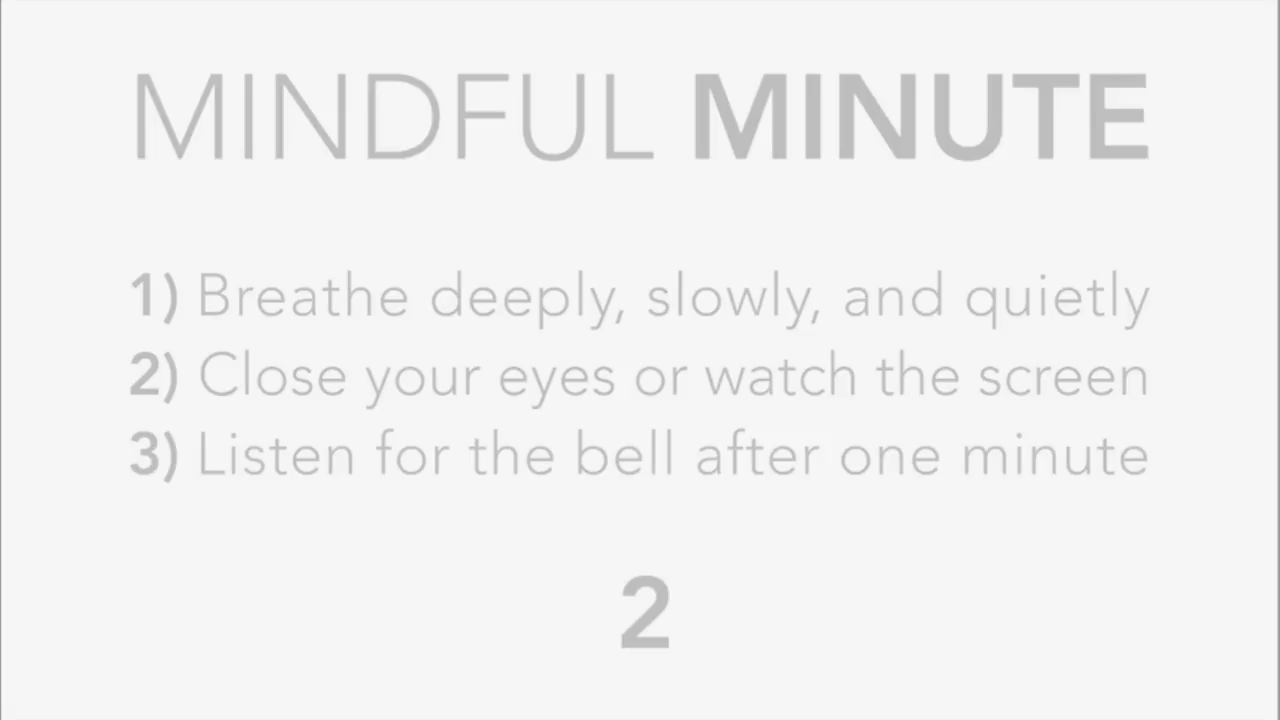 MINDFUL MINUTE
1) Breathe deeply, slowly, and quietly
2) Close your eyes or watch the screen
3) Listen for the bell after one minute
2